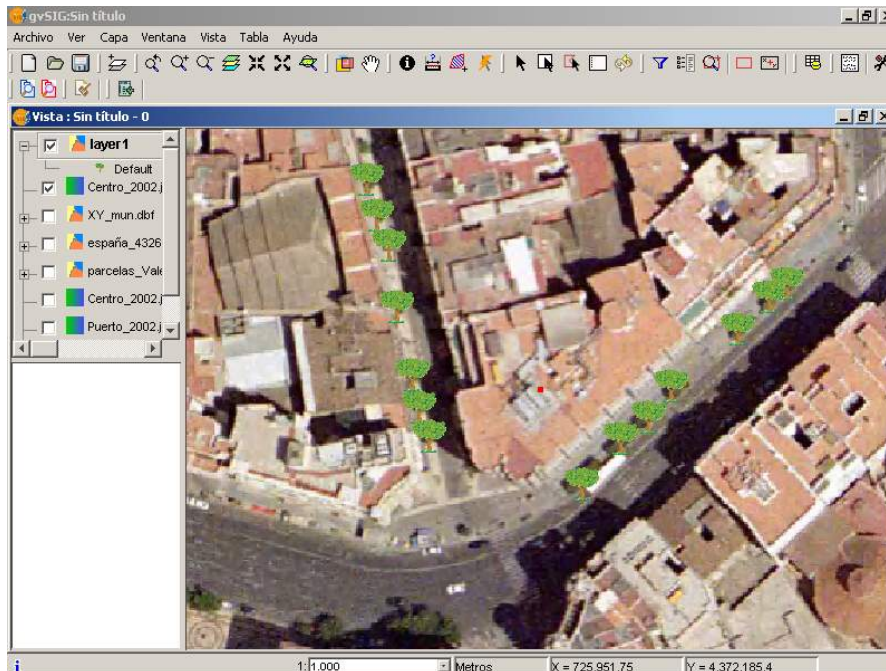 gvSIG:Sin título
Archivo Ver Capa Ventana Vista Tabla Ayuda
Vista : Sin título - 0
layer1
Default
Centro_2002.j
XY_mun.dbf
españa_4326
parcelas_Vale
Centro_2002.j
Puerto_2002.j
1: 1.000 Metros X = 725.951,75 Y = 4.372.185,4